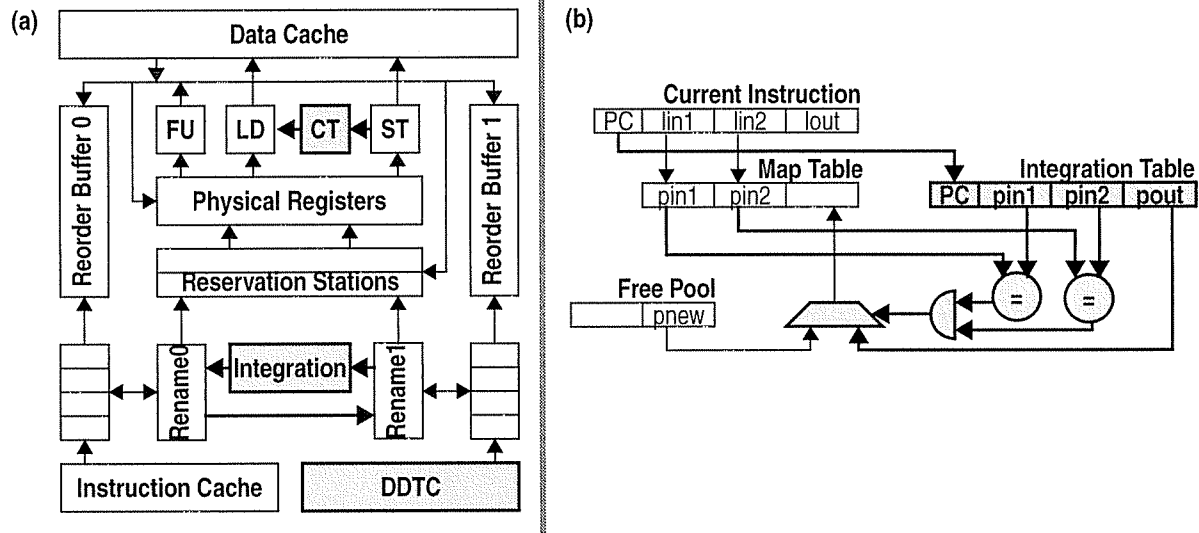 (a)
Data Cache
Reorder Buffer 0
FU
LD
CT
ST
Reorder Buffer 1
Physical Registers
Reservation Stations
Rename0
Integration
Rename1
Instruction Cache
DDTC
(b)
Current Instruction
PC lin1 lin2 lout
Map Table
pin1 pin2
Integration Table
PC pin1 pin2 pout
Free Pool
pnew
=
=